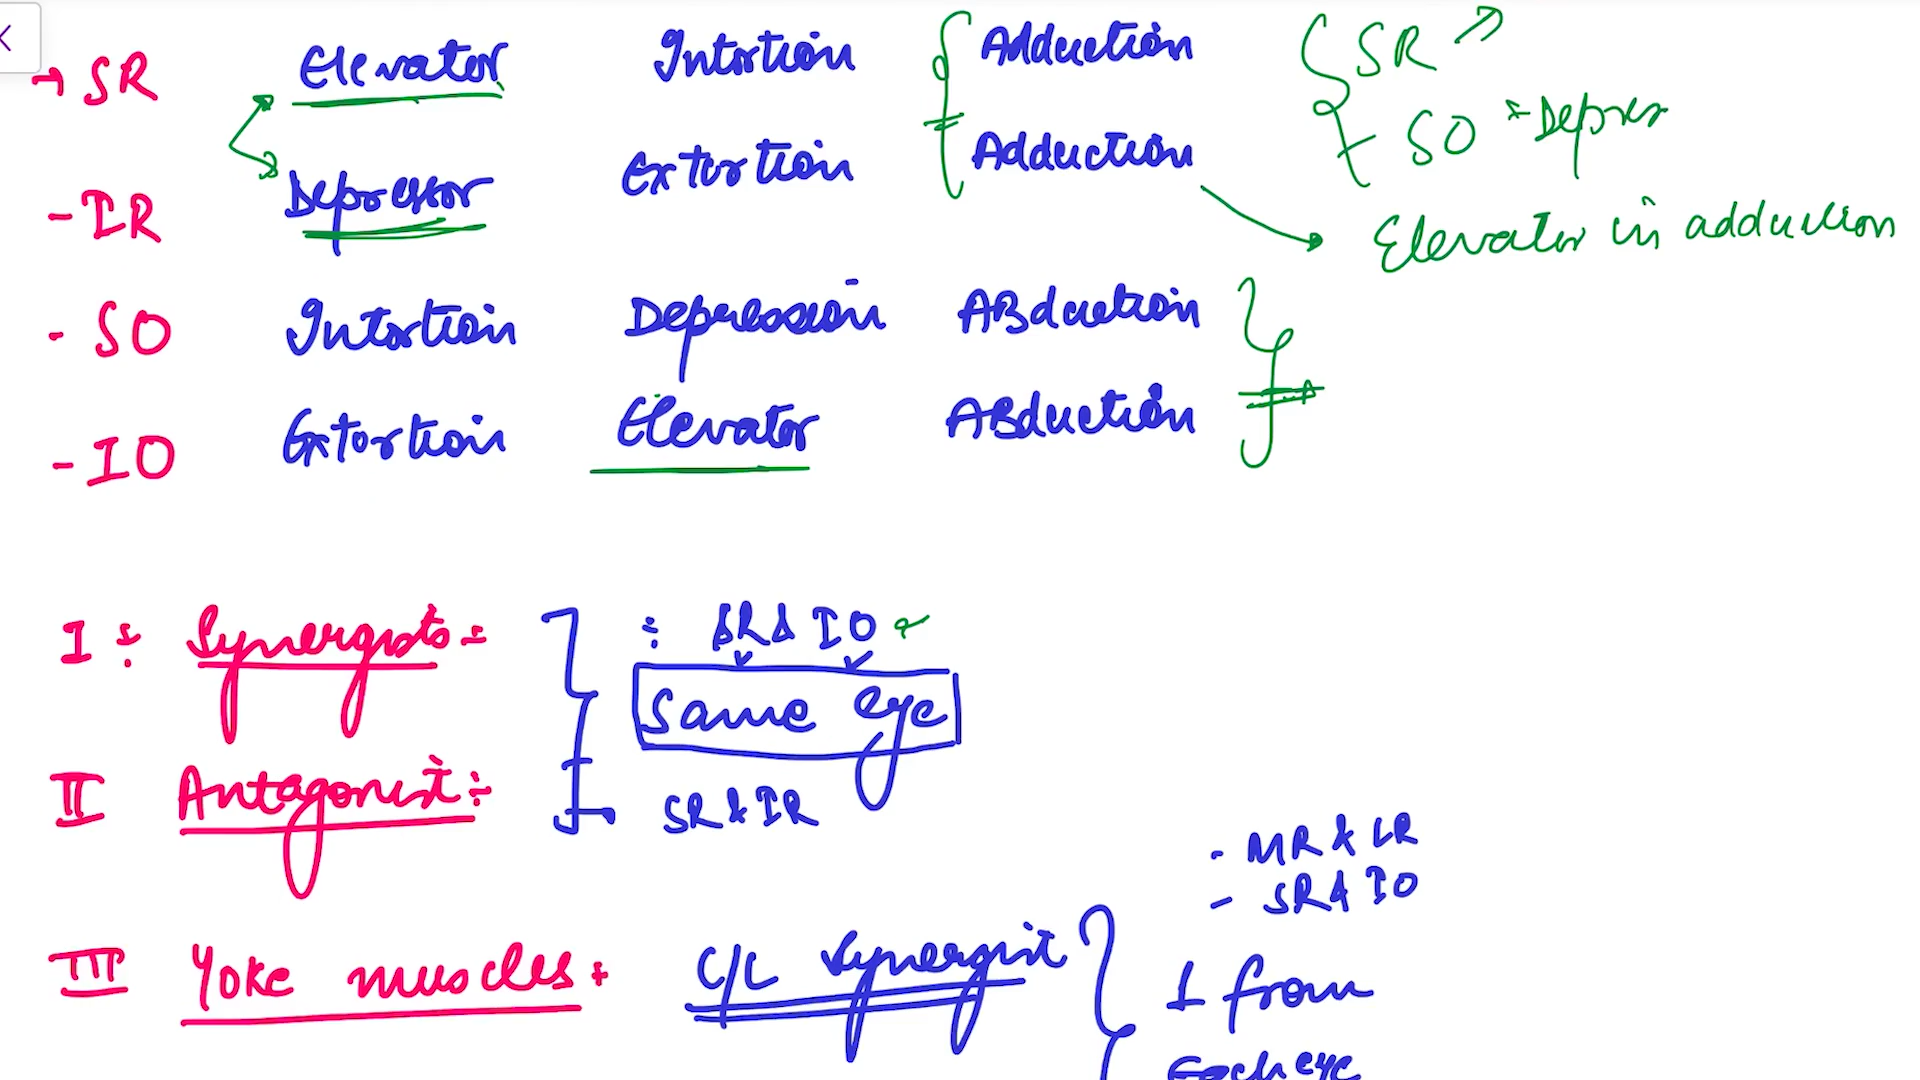 → SR Elevator Intortion Adduction
- IR Depressor Extortion Adduction
- SO Intortion Depression ABduction
- IO Extortion Elevator ABduction
SR
SO Depres
Elevator in adduction
I : Synergists = : SR & IO
Same eye
II Antagonist : SR & IR
III Yoke muscles : C/L Synergist
- MR & LR
- SR & IO
1 from
Each eye